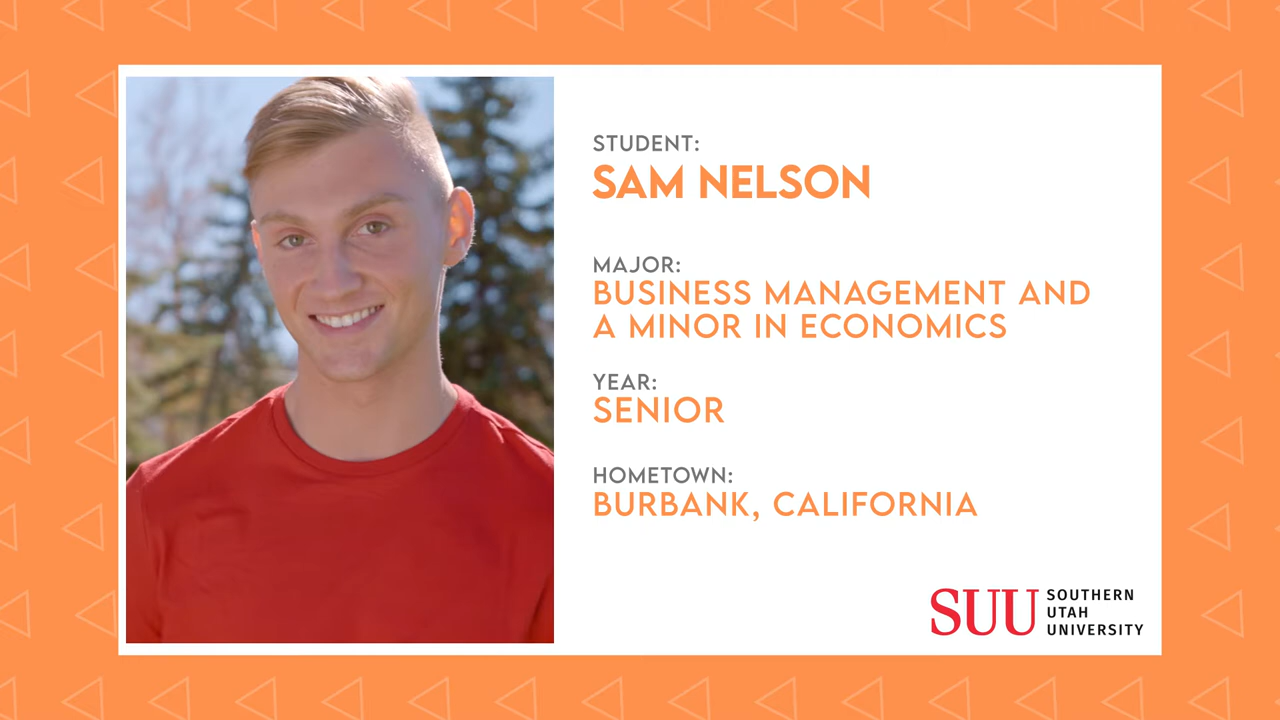 STUDENT:
SAM NELSON
MAJOR:
BUSINESS MANAGEMENT AND
A MINOR IN ECONOMICS
YEAR:
SENIOR
HOMETOWN:
BURBANK, CALIFORNIA
SUU
SOUTHERN
UTAH
UNIVERSITY